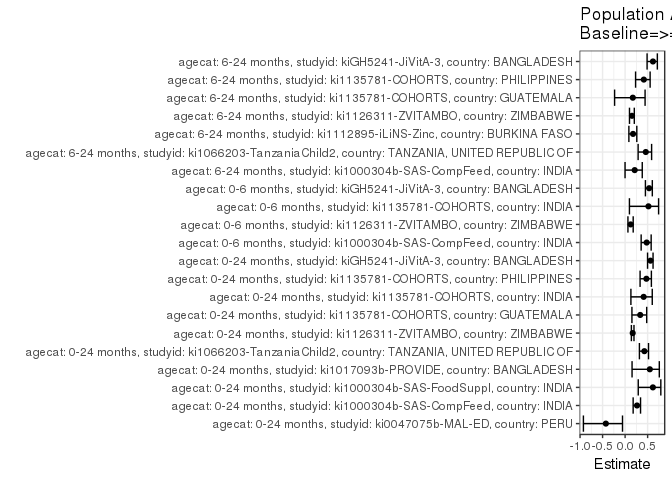 Population
Baseline=>
agecat: 6-24 months, studyid: kiGH5241-JiVitA-3, country: BANGLADESH
agecat: 6-24 months, studyid: ki1135781-COHORTS, country: PHILIPPINES
agecat: 6-24 months, studyid: ki1135781-COHORTS, country: GUATEMALA
agecat: 6-24 months, studyid: ki1126311-ZVITAMBO, country: ZIMBABWE
agecat: 6-24 months, studyid: ki1112895-iLiNS-Zinc, country: BURKINA FASO
agecat: 6-24 months, studyid: ki1066203-TanzaniaChild2, country: TANZANIA, UNITED REPUBLIC OF
agecat: 6-24 months, studyid: ki1000304b-SAS-CompFeed, country: INDIA
agecat: 0-6 months, studyid: kiGH5241-JiVitA-3, country: BANGLADESH
agecat: 0-6 months, studyid: ki1135781-COHORTS, country: INDIA
agecat: 0-6 months, studyid: ki1126311-ZVITAMBO, country: ZIMBABWE
agecat: 0-6 months, studyid: ki1000304b-SAS-CompFeed, country: INDIA
agecat: 0-24 months, studyid: kiGH5241-JiVitA-3, country: BANGLADESH
agecat: 0-24 months, studyid: ki1135781-COHORTS, country: PHILIPPINES
agecat: 0-24 months, studyid: ki1135781-COHORTS, country: INDIA
agecat: 0-24 months, studyid: ki1135781-COHORTS, country: GUATEMALA
agecat: 0-24 months, studyid: ki1126311-ZVITAMBO, country: ZIMBABWE
agecat: 0-24 months, studyid: ki1066203-TanzaniaChild2, country: TANZANIA, UNITED REPUBLIC OF
agecat: 0-24 months, studyid: ki1017093b-PROVIDE, country: BANGLADESH
agecat: 0-24 months, studyid: ki1000304b-SAS-FoodSuppl, country: INDIA
agecat: 0-24 months, studyid: ki1000304b-SAS-CompFeed, country: INDIA
agecat: 0-24 months, studyid: ki0047075b-MAL-ED, country: PERU
-1.0 -0.5 0.0 0.5
Estimate